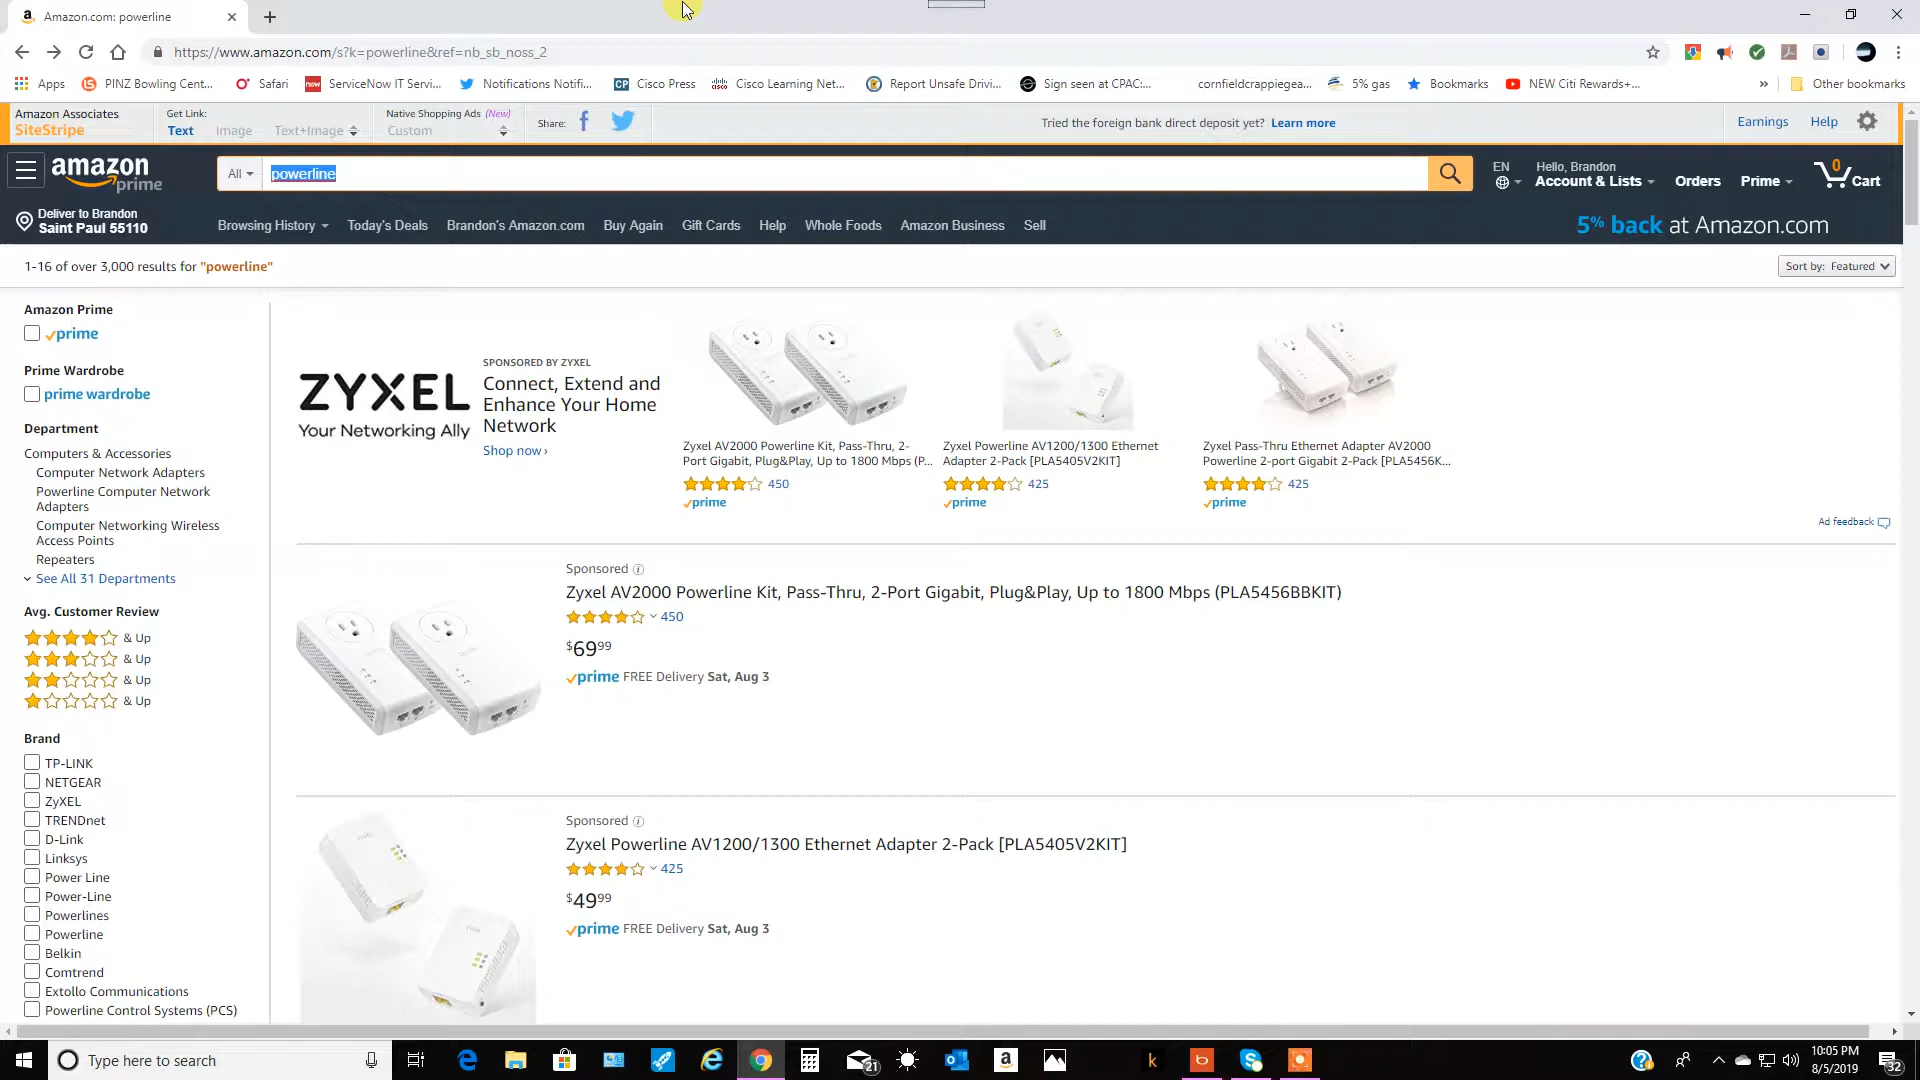 Amazon.com: powerline
https://www.amazon.com/s?k=powerline&ref=nb_sb_noss_2
Apps PINZ Bowling Cent... Safari ServiceNow IT Servi... Notifications Notifi... Cisco Press Cisco Learning Net... Report Unsafe Drivi... Sign seen at CPAC:... cornfieldcrappiegea... 5% gas Bookmarks NEW Citi Rewards+... » Other bookmarks
Amazon Associates
SiteStripe
Get Link:
Text Image Text+Image
Native Shopping Ads (New)
Custom
Share:
Tried the foreign bank direct deposit yet? Learn more
Earnings Help
amazon
prime
All powerline
EN
Hello, Brandon
Account & Lists Orders Prime
0
Cart
Deliver to Brandon
Saint Paul 55110
Browsing History Today's Deals Brandon's Amazon.com Buy Again Gift Cards Help Whole Foods Amazon Business Sell
5% back at Amazon.com
1-16 of over 3,000 results for "powerline"
Sort by: Featured
Amazon Prime
prime
Prime Wardrobe
prime wardrobe
Department
Computers & Accessories
Computer Network Adapters
Powerline Computer Network
Adapters
Computer Networking Wireless
Access Points
Repeaters
See All 31 Departments
Avg. Customer Review
& Up
& Up
& Up
& Up
Brand
TP-LINK
NETGEAR
ZyXEL
TRENDnet
D-Link
Linksys
Power Line
Power-Line
Powerlines
Powerline
Belkin
Comtrend
Extollo Communications
Powerline Control Systems (PCS)
ZYXEL
Your Networking Ally
SPONSORED BY ZYXEL
Connect, Extend and
Enhance Your Home
Network
Shop now ›
Zyxel AV2000 Powerline Kit, Pass-Thru, 2-
Port Gigabit, Plug&Play, Up to 1800 Mbps (P...
450
prime
Zyxel Powerline AV1200/1300 Ethernet
Adapter 2-Pack [PLA5405V2KIT]
425
prime
Zyxel Pass-Thru Ethernet Adapter AV2000
Powerline 2-port Gigabit 2-Pack [PLA5456K...
425
prime
Ad feedback
Sponsored
Zyxel AV2000 Powerline Kit, Pass-Thru, 2-Port Gigabit, Plug&Play, Up to 1800 Mbps (PLA5456BBKIT)
450
$6999
prime FREE Delivery Sat, Aug 3
Sponsored
Zyxel Powerline AV1200/1300 Ethernet Adapter 2-Pack [PLA5405V2KIT]
425
$4999
prime FREE Delivery Sat, Aug 3
Type here to search
21
10:05 PM
8/5/2019
32